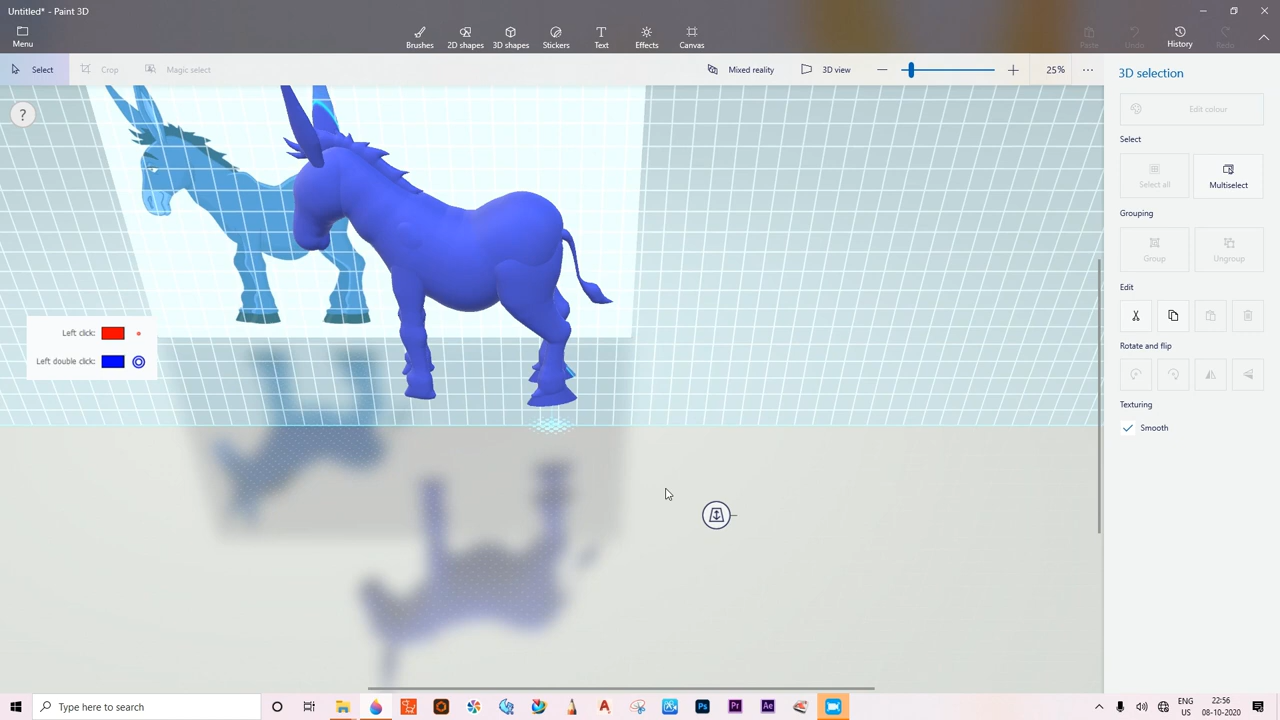 Untitled* - Paint 3D
Menu
Brushes
2D shapes
3D shapes
Stickers
Text
Effects
Canvas
Paste
Undo
History
Redo
Select
Crop
Magic select
Mixed reality
3D view
25%
3D selection
?
Edit colour
Select
Select all
Multiselect
Grouping
Group
Ungroup
Edit
Left click:
Left double click:
Rotate and flip
Texturing
Smooth
Type here to search
Ps
Pr
Ae
ENG
US
22:56
08-10-2020